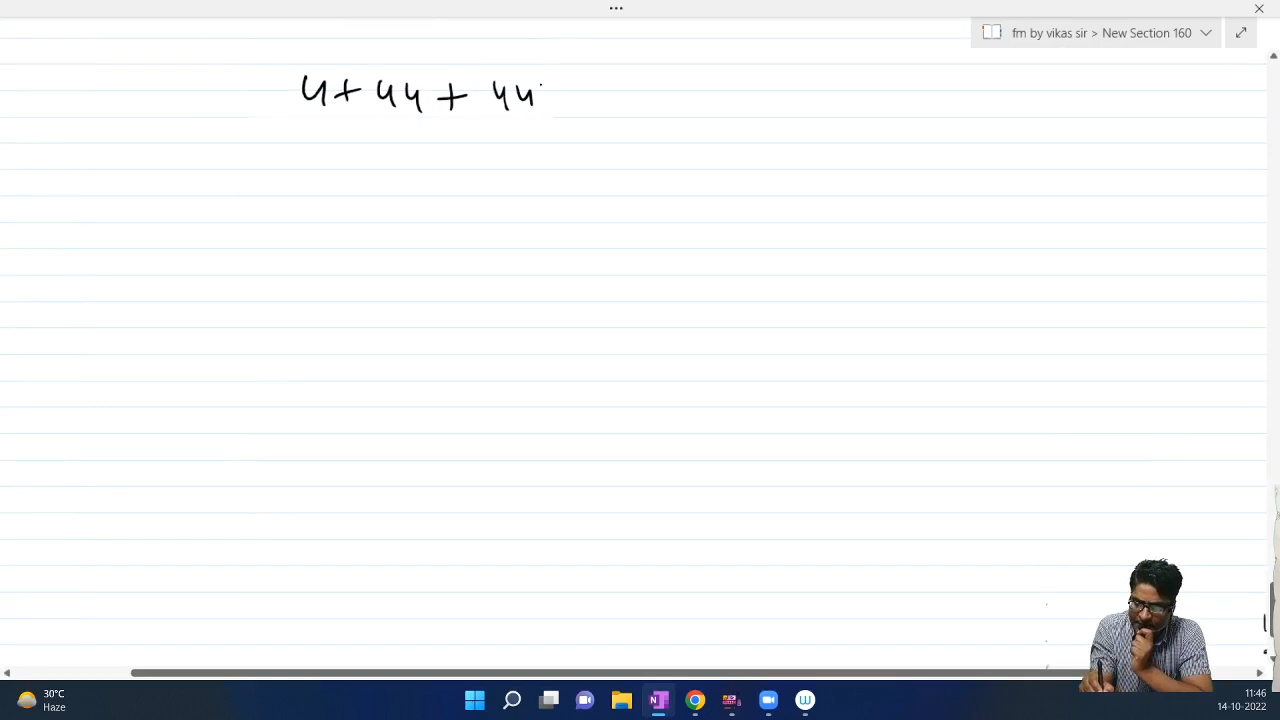 fm by vikas sir > New Section 160
4 + 44 + 44
30°C
Haze
11:46
14-10-2022